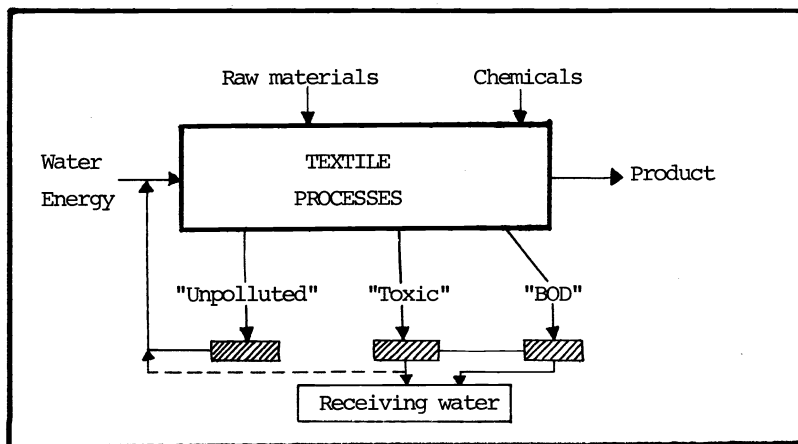 Raw materials
Chemicals
Water
Energy
TEXTILE
PROCESSES
Product
"Unpolluted"
"Toxic"
"BOD"
Receiving water